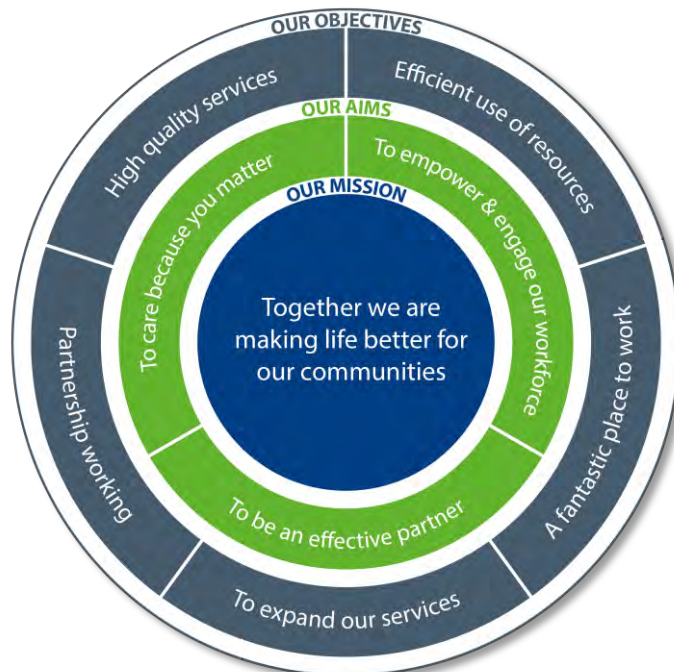 OUR OBJECTIVES
High quality services
Efficient use of resources
A fantastic place to work
To expand our services
Partnership working
OUR AIMS
To care because you matter
To empower & engage our workforce
To be an effective partner
OUR MISSION
Together we are
making life better for
our communities